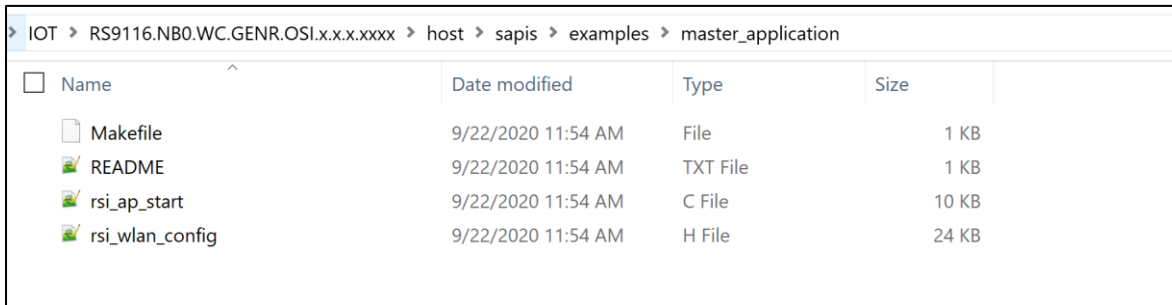 IOT > RS9116.NB0.WC.GENR.OSI.x.x.x.xxxx > host > sapis > examples > master_application
Name Date modified Type Size
Makefile 9/22/2020 11:54 AM File 1 KB
README 9/22/2020 11:54 AM TXT File 1 KB
rsi_ap_start 9/22/2020 11:54 AM C File 10 KB
rsi_wlan_config 9/22/2020 11:54 AM H File 24 KB